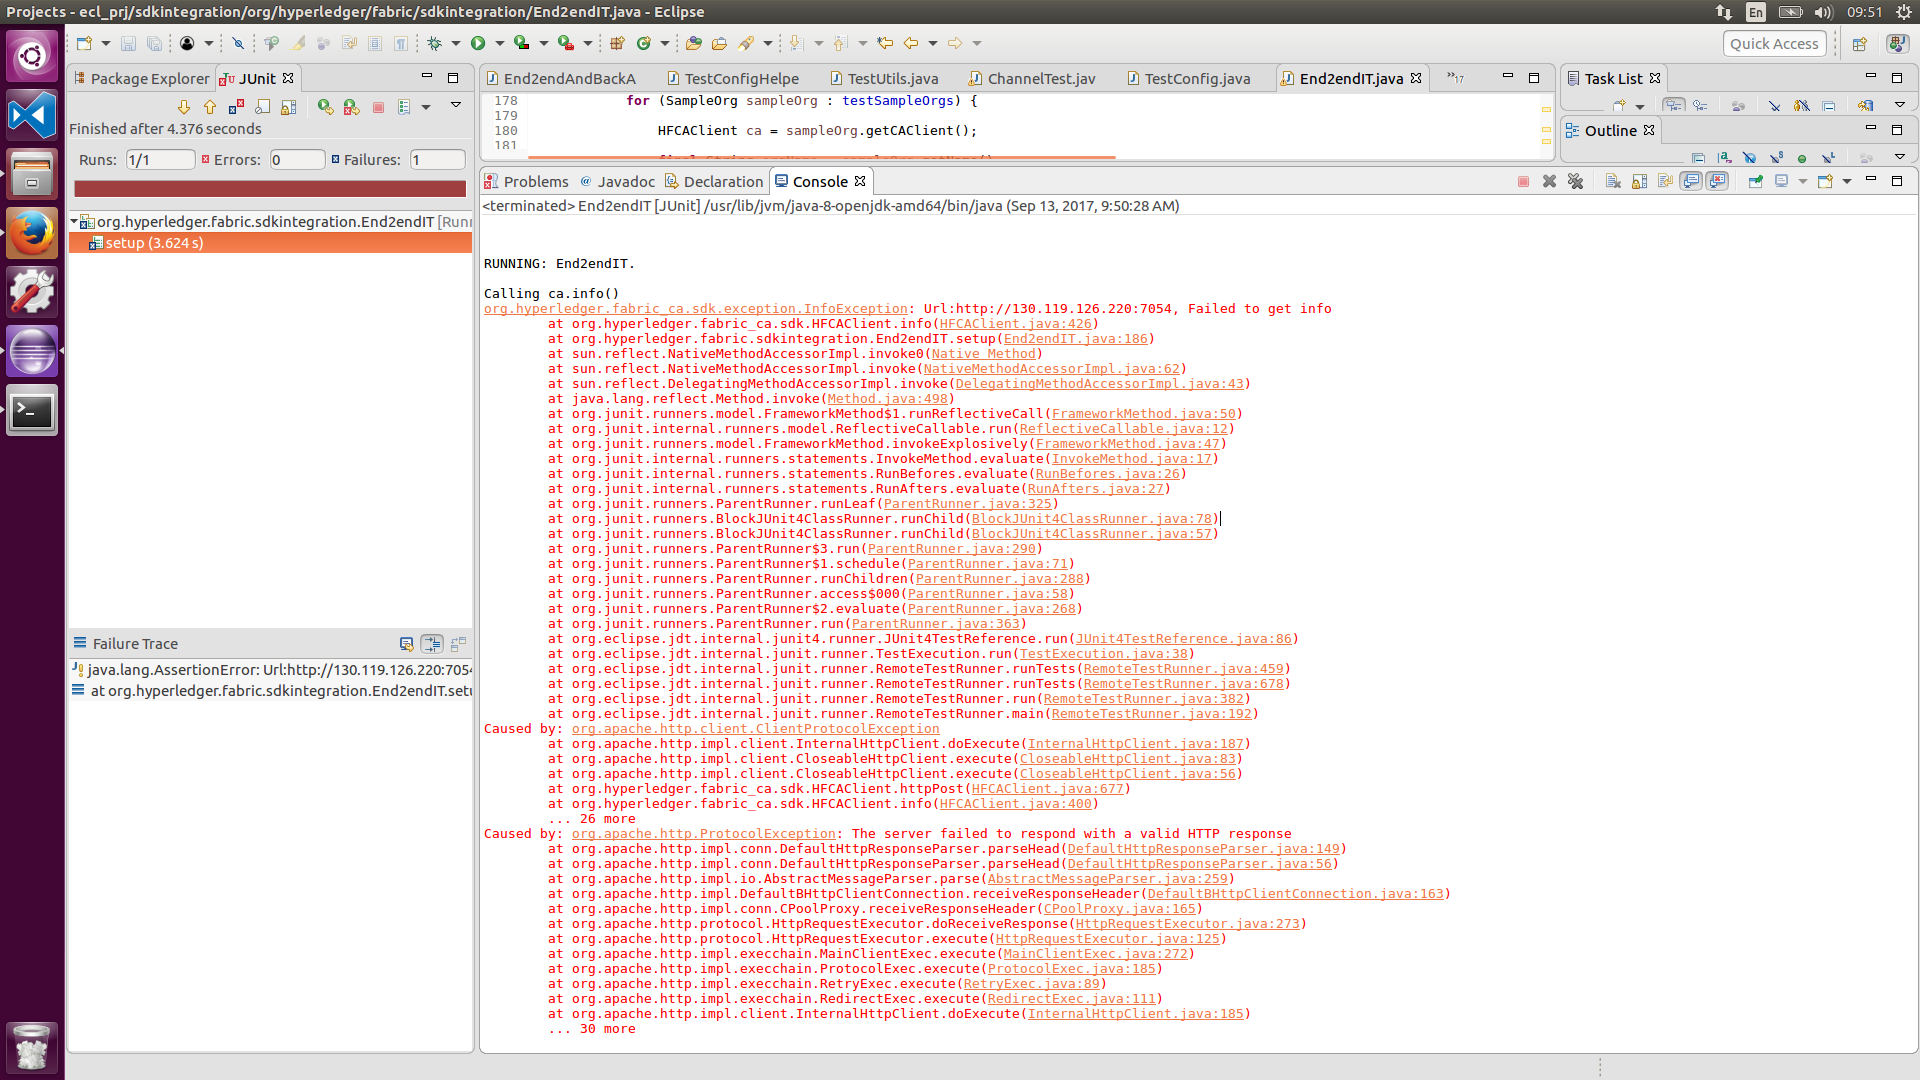 Projects - ecl_prj/sdkintegration/org/hyperledger/fabric/sdkintegration/End2endIT.java - Eclipse
En
09:51
Quick Access
Package Explorer
JUnit
Finished after 4.376 seconds
Runs: 1/1
Errors: 0
Failures: 1
org.hyperledger.fabric.sdkintegration.End2endIT [Runn
setup (3.624 s)
Failure Trace
java.lang.AssertionError: Url:http://130.119.126.220:7054
at org.hyperledger.fabric.sdkintegration.End2endIT.setu
End2endAndBackA
TestConfigHelpe
TestUtils.java
ChannelTest.jav
TestConfig.java
End2endIT.java
17
178 for (SampleOrg sampleOrg : testSampleOrgs) {
179
180 HFCAClient ca = sampleOrg.getCAClient();
181
Task List
Outline
Problems
Javadoc
Declaration
Console
<terminated> End2endIT [JUnit] /usr/lib/jvm/java-8-openjdk-amd64/bin/java (Sep 13, 2017, 9:50:28 AM)
RUNNING: End2endIT.
Calling ca.info()
org.hyperledger.fabric_ca.sdk.exception.InfoException: Url:http://130.119.126.220:7054, Failed to get info
at org.hyperledger.fabric_ca.sdk.HFCAClient.info(HFCAClient.java:426)
at org.hyperledger.fabric.sdkintegration.End2endIT.setup(End2endIT.java:186)
at sun.reflect.NativeMethodAccessorImpl.invoke0(Native Method)
at sun.reflect.NativeMethodAccessorImpl.invoke(NativeMethodAccessorImpl.java:62)
at sun.reflect.DelegatingMethodAccessorImpl.invoke(DelegatingMethodAccessorImpl.java:43)
at java.lang.reflect.Method.invoke(Method.java:498)
at org.junit.runners.model.FrameworkMethod$1.runReflectiveCall(FrameworkMethod.java:50)
at org.junit.internal.runners.model.ReflectiveCallable.run(ReflectiveCallable.java:12)
at org.junit.runners.model.FrameworkMethod.invokeExplosively(FrameworkMethod.java:47)
at org.junit.internal.runners.statements.InvokeMethod.evaluate(InvokeMethod.java:17)
at org.junit.internal.runners.statements.RunBefores.evaluate(RunBefores.java:26)
at org.junit.internal.runners.statements.RunAfters.evaluate(RunAfters.java:27)
at org.junit.runners.ParentRunner.runLeaf(ParentRunner.java:325)
at org.junit.runners.BlockJUnit4ClassRunner.runChild(BlockJUnit4ClassRunner.java:78)
at org.junit.runners.BlockJUnit4ClassRunner.runChild(BlockJUnit4ClassRunner.java:57)
at org.junit.runners.ParentRunner$3.run(ParentRunner.java:290)
at org.junit.runners.ParentRunner$1.schedule(ParentRunner.java:71)
at org.junit.runners.ParentRunner.runChildren(ParentRunner.java:288)
at org.junit.runners.ParentRunner.access$000(ParentRunner.java:58)
at org.junit.runners.ParentRunner$2.evaluate(ParentRunner.java:268)
at org.junit.runners.ParentRunner.run(ParentRunner.java:363)
at org.eclipse.jdt.internal.junit4.runner.JUnit4TestReference.run(JUnit4TestReference.java:86)
at org.eclipse.jdt.internal.junit.runner.TestExecution.run(TestExecution.java:38)
at org.eclipse.jdt.internal.junit.runner.RemoteTestRunner.runTests(RemoteTestRunner.java:459)
at org.eclipse.jdt.internal.junit.runner.RemoteTestRunner.runTests(RemoteTestRunner.java:678)
at org.eclipse.jdt.internal.junit.runner.RemoteTestRunner.run(RemoteTestRunner.java:382)
at org.eclipse.jdt.internal.junit.runner.RemoteTestRunner.main(RemoteTestRunner.java:192)
Caused by: org.apache.http.client.ClientProtocolException
at org.apache.http.impl.client.InternalHttpClient.doExecute(InternalHttpClient.java:187)
at org.apache.http.impl.client.CloseableHttpClient.execute(CloseableHttpClient.java:83)
at org.apache.http.impl.client.CloseableHttpClient.execute(CloseableHttpClient.java:56)
at org.hyperledger.fabric_ca.sdk.HFCAClient.httpPost(HFCAClient.java:677)
at org.hyperledger.fabric_ca.sdk.HFCAClient.info(HFCAClient.java:400)
... 26 more
Caused by: org.apache.http.ProtocolException: The server failed to respond with a valid HTTP response
at org.apache.http.impl.conn.DefaultHttpResponseParser.parseHead(DefaultHttpResponseParser.java:149)
at org.apache.http.impl.conn.DefaultHttpResponseParser.parseHead(DefaultHttpResponseParser.java:56)
at org.apache.http.impl.io.AbstractMessageParser.parse(AbstractMessageParser.java:259)
at org.apache.http.impl.DefaultBHttpClientConnection.receiveResponseHeader(DefaultBHttpClientConnection.java:163)
at org.apache.http.impl.conn.CPoolProxy.receiveResponseHeader(CPoolProxy.java:165)
at org.apache.http.protocol.HttpRequestExecutor.doReceiveResponse(HttpRequestExecutor.java:273)
at org.apache.http.protocol.HttpRequestExecutor.execute(HttpRequestExecutor.java:125)
at org.apache.http.impl.execchain.MainClientExec.execute(MainClientExec.java:272)
at org.apache.http.impl.execchain.ProtocolExec.execute(ProtocolExec.java:185)
at org.apache.http.impl.execchain.RetryExec.execute(RetryExec.java:89)
at org.apache.http.impl.execchain.RedirectExec.execute(RedirectExec.java:111)
at org.apache.http.impl.client.InternalHttpClient.doExecute(InternalHttpClient.java:185)
... 30 more